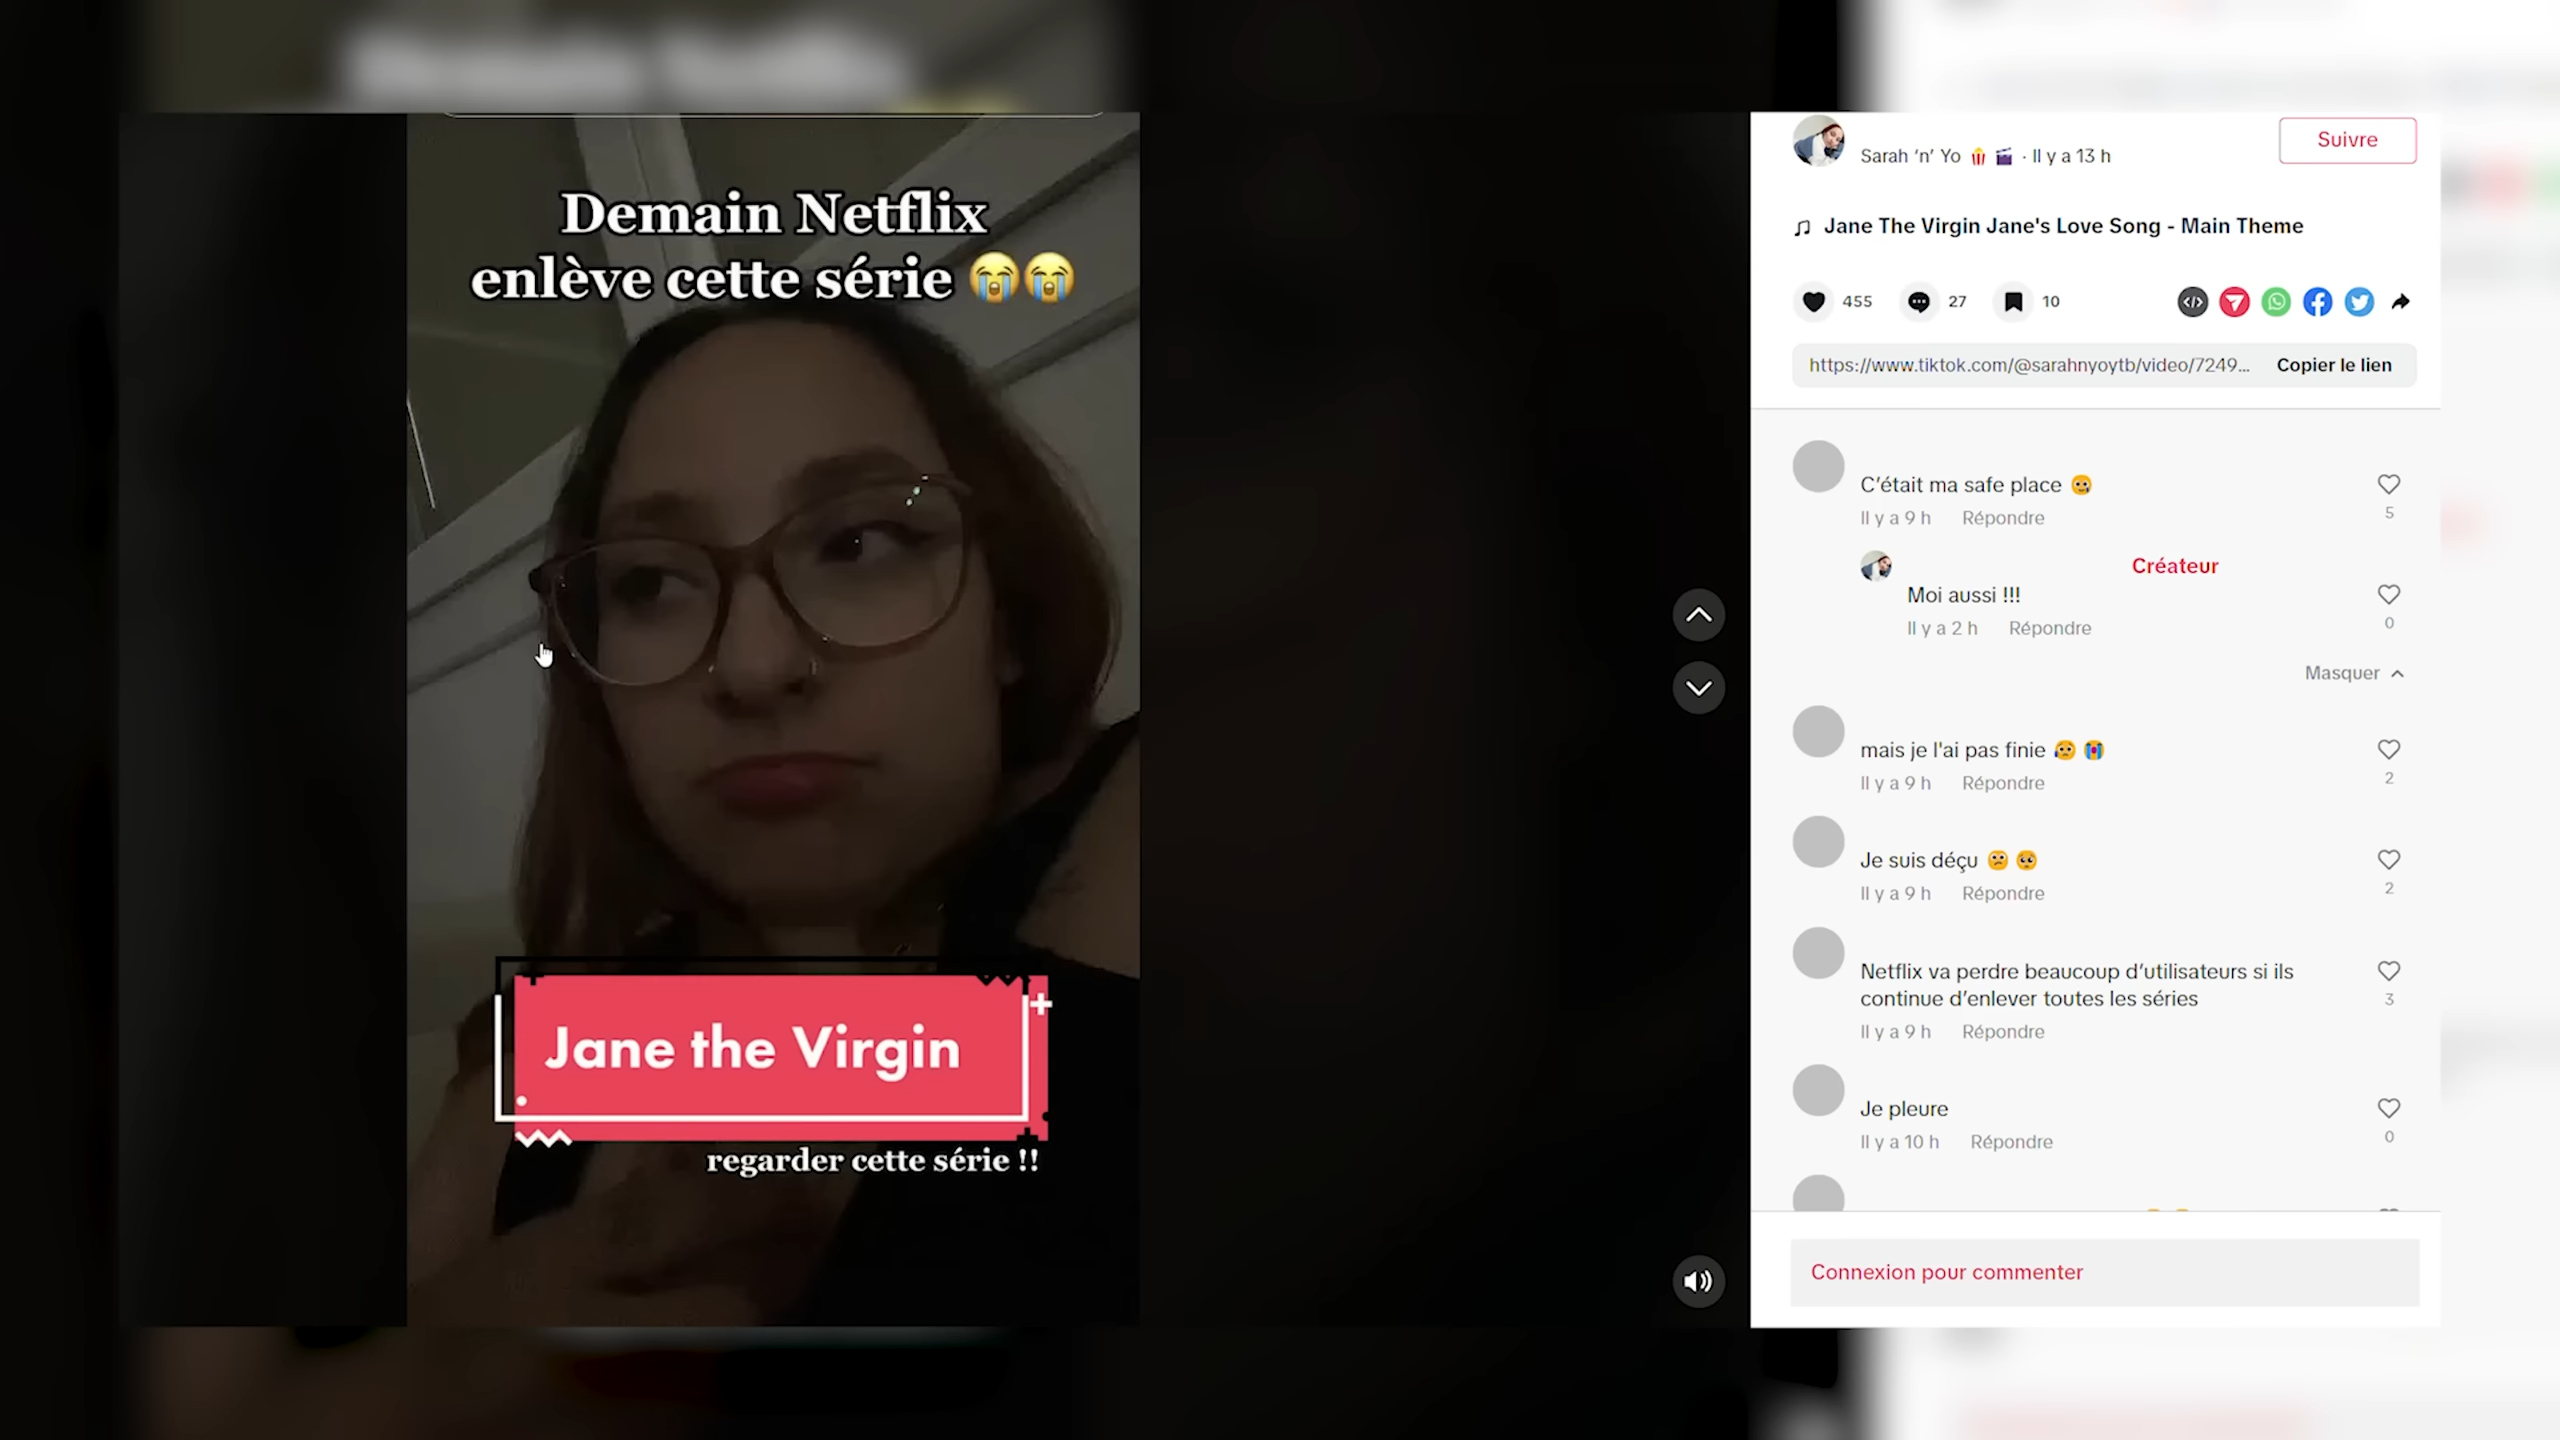 Demain Netflix
enlève cette série 😭😭
Jane the Virgin
regarder cette série !!
Sarah ‘n’ Yo 🍿 🎬 · Il y a 13 h
Suivre
Jane The Virgin Jane's Love Song - Main Theme
455
27
10
https://www.tiktok.com/@sarahnyoytb/video/7249...
Copier le lien
C’était ma safe place 🥲
5
Il y a 9 h Répondre
Créateur
Moi aussi !!!
0
Il y a 2 h Répondre
Masquer
mais je l'ai pas finie 😥 😭
2
Il y a 9 h Répondre
Je suis déçu 😕 🥺
2
Il y a 9 h Répondre
Netflix va perdre beaucoup d’utilisateurs si ils
continue d’enlever toutes les séries
3
Il y a 9 h Répondre
Je pleure
0
Il y a 10 h Répondre
Connexion pour commenter